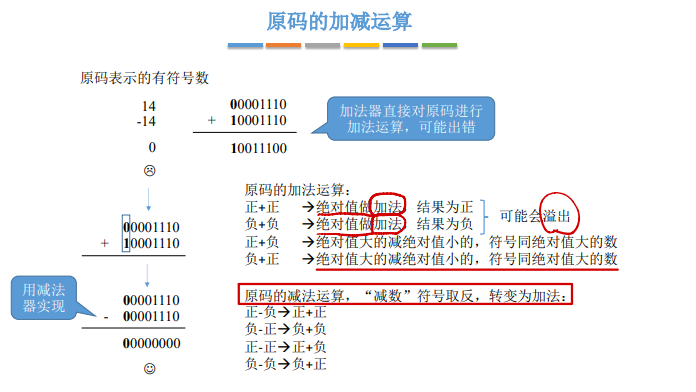 原码的加减运算
原码表示的有符号数
14
00001110
-14
+ 10001110
0
10011100
☹
加法器直接对原码进行
加法运算，可能出错
00001110
+ 10001110
用减法
器实现
00001110
- 00001110
00000000
☺
原码的加法运算：
正+正 →绝对值做加法，结果为正
负+负 →绝对值做加法，结果为负
可能会溢出
正+负 →绝对值大的减绝对值小的，符号同绝对值大的数
负+正 →绝对值大的减绝对值小的，符号同绝对值大的数
原码的减法运算，“减数”符号取反，转变为加法：
正-负→正+正
负-正→负+负
正-正→正+负
负-负→负+正